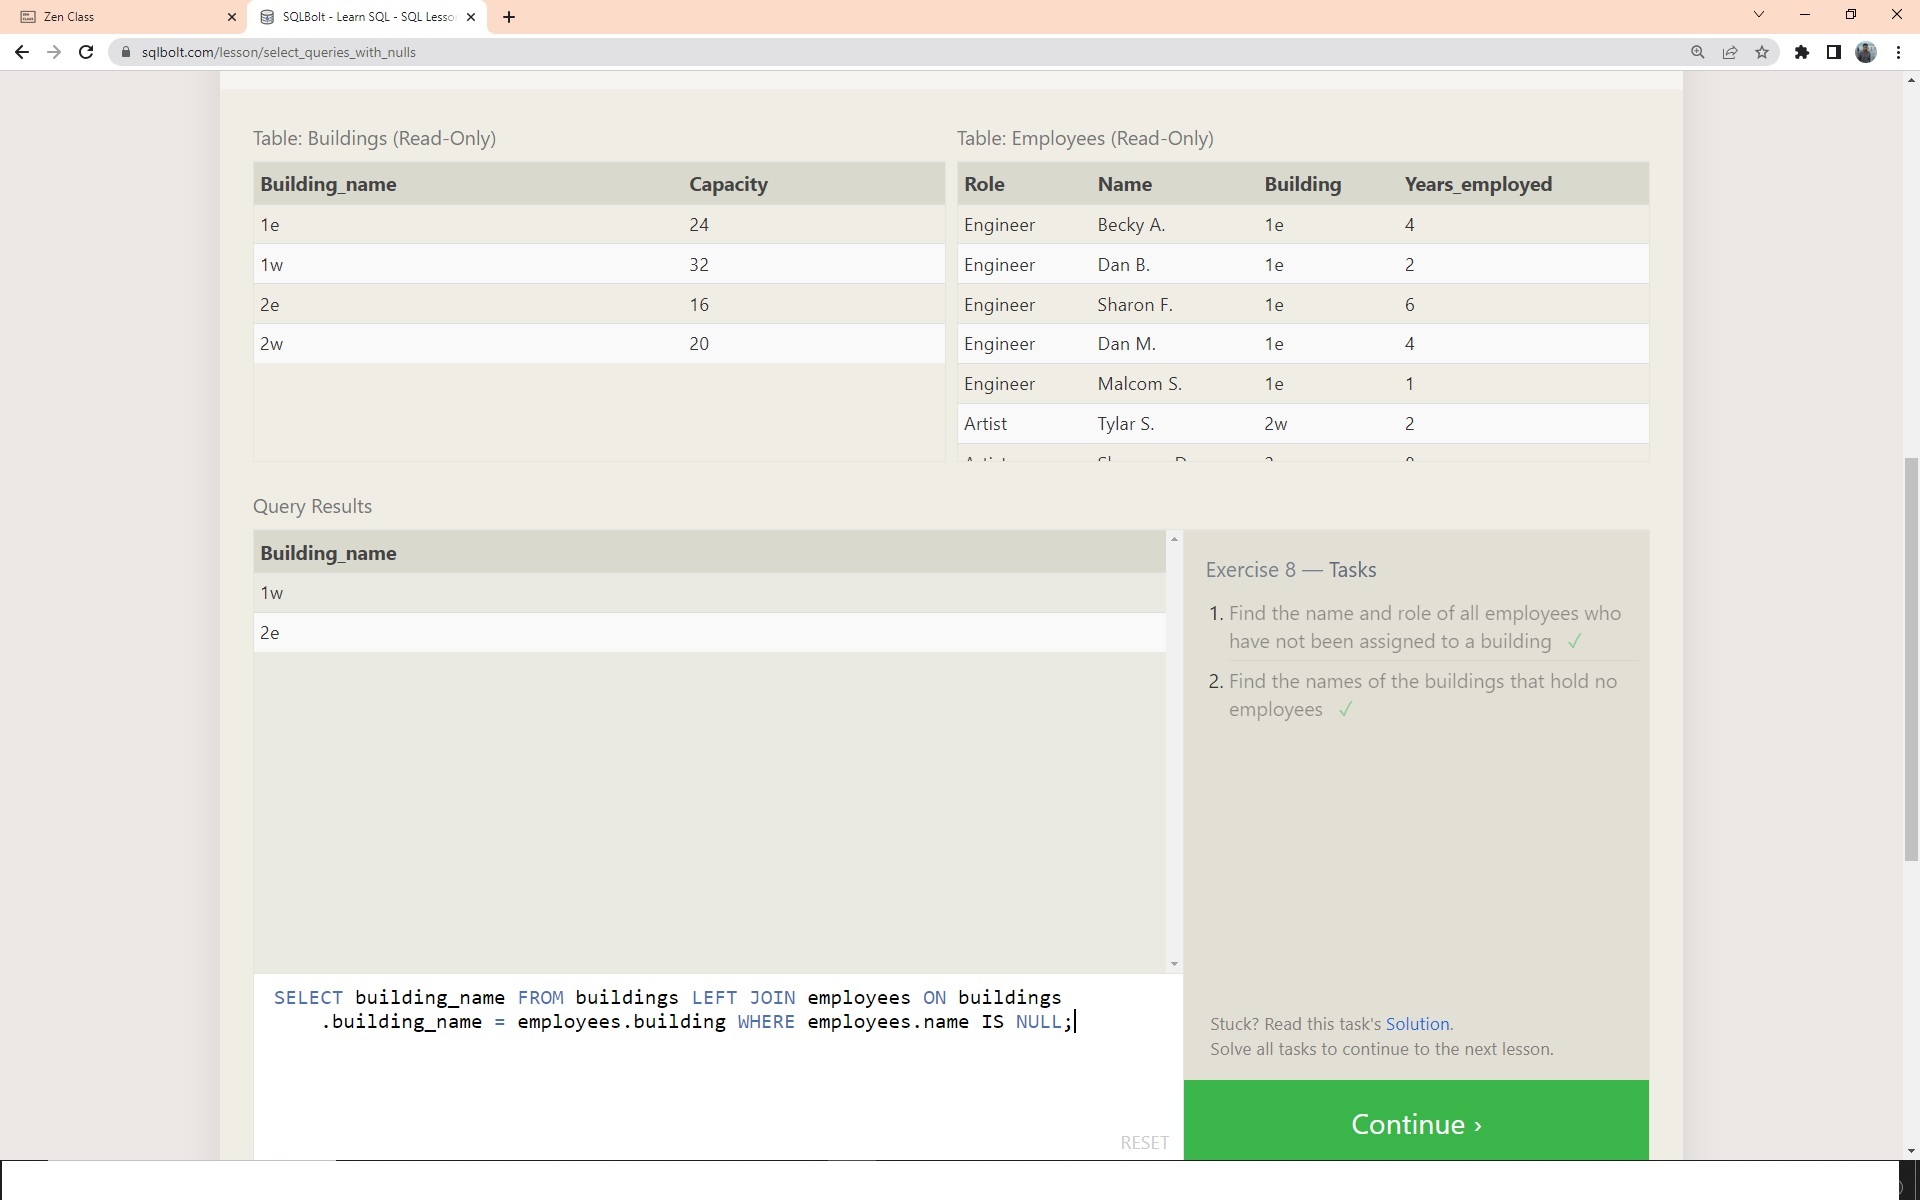 Zen Class
SQLBolt - Learn SQL - SQL Lesso
sqlbolt.com/lesson/select_queries_with_nulls
Table: Buildings (Read-Only)
Building_name Capacity
1e 24
1w 32
2e 16
2w 20
Table: Employees (Read-Only)
Role Name Building Years_employed
Engineer Becky A. 1e 4
Engineer Dan B. 1e 2
Engineer Sharon F. 1e 6
Engineer Dan M. 1e 4
Engineer Malcom S. 1e 1
Artist Tylar S. 2w 2
Query Results
Building_name
1w
2e
Exercise 8 — Tasks
1. Find the name and role of all employees who
have not been assigned to a building ✓
2. Find the names of the buildings that hold no
employees ✓
SELECT building_name FROM buildings LEFT JOIN employees ON buildings
.building_name = employees.building WHERE employees.name IS NULL;
RESET
Stuck? Read this task's Solution.
Solve all tasks to continue to the next lesson.
Continue ›